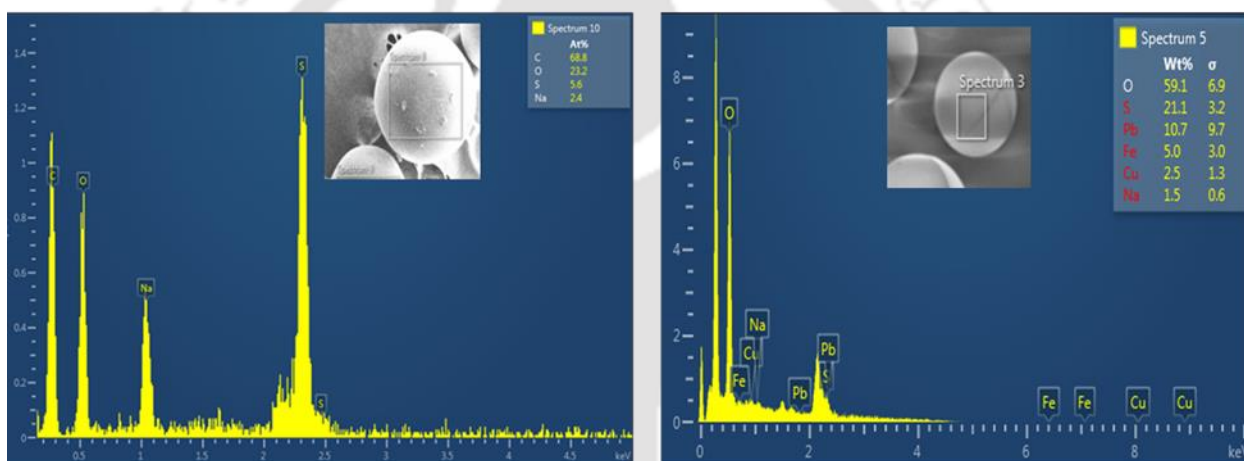 Spectrum 10
At%
C 68.8
O 23.2
S 5.6
Na 2.4
Spectrum 9
S
C
O
Na
S
1.4
1.2
1
0.8
0.6
0.4
0.2
0
0.5 1 1.5 2 2.5 3 3.5 4 4.5 keV
Spectrum 5
Wt% σ
O 59.1 6.9
S 21.1 3.2
Pb 10.7 9.7
Fe 5.0 3.0
Cu 2.5 1.3
Na 1.5 0.6
Spectrum 3
O
Na
Cu
Fe
Pb
Pb
S
Fe Fe Cu Cu
8
6
4
2
0
0 2 4 6 8 keV